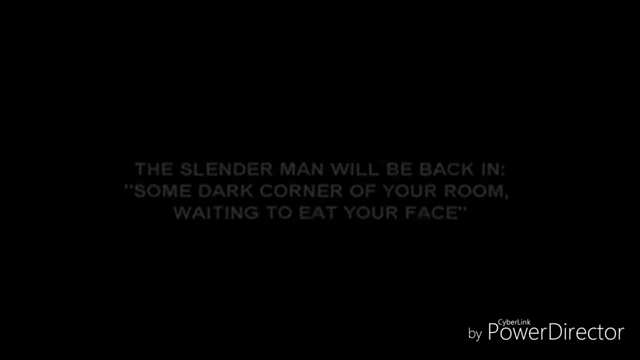 THE SLENDER MAN WILL BE BACK IN:
"SOME DARK CORNER OF YOUR ROOM,
WAITING TO EAT YOUR FACE"
CyberLink
by PowerDirector